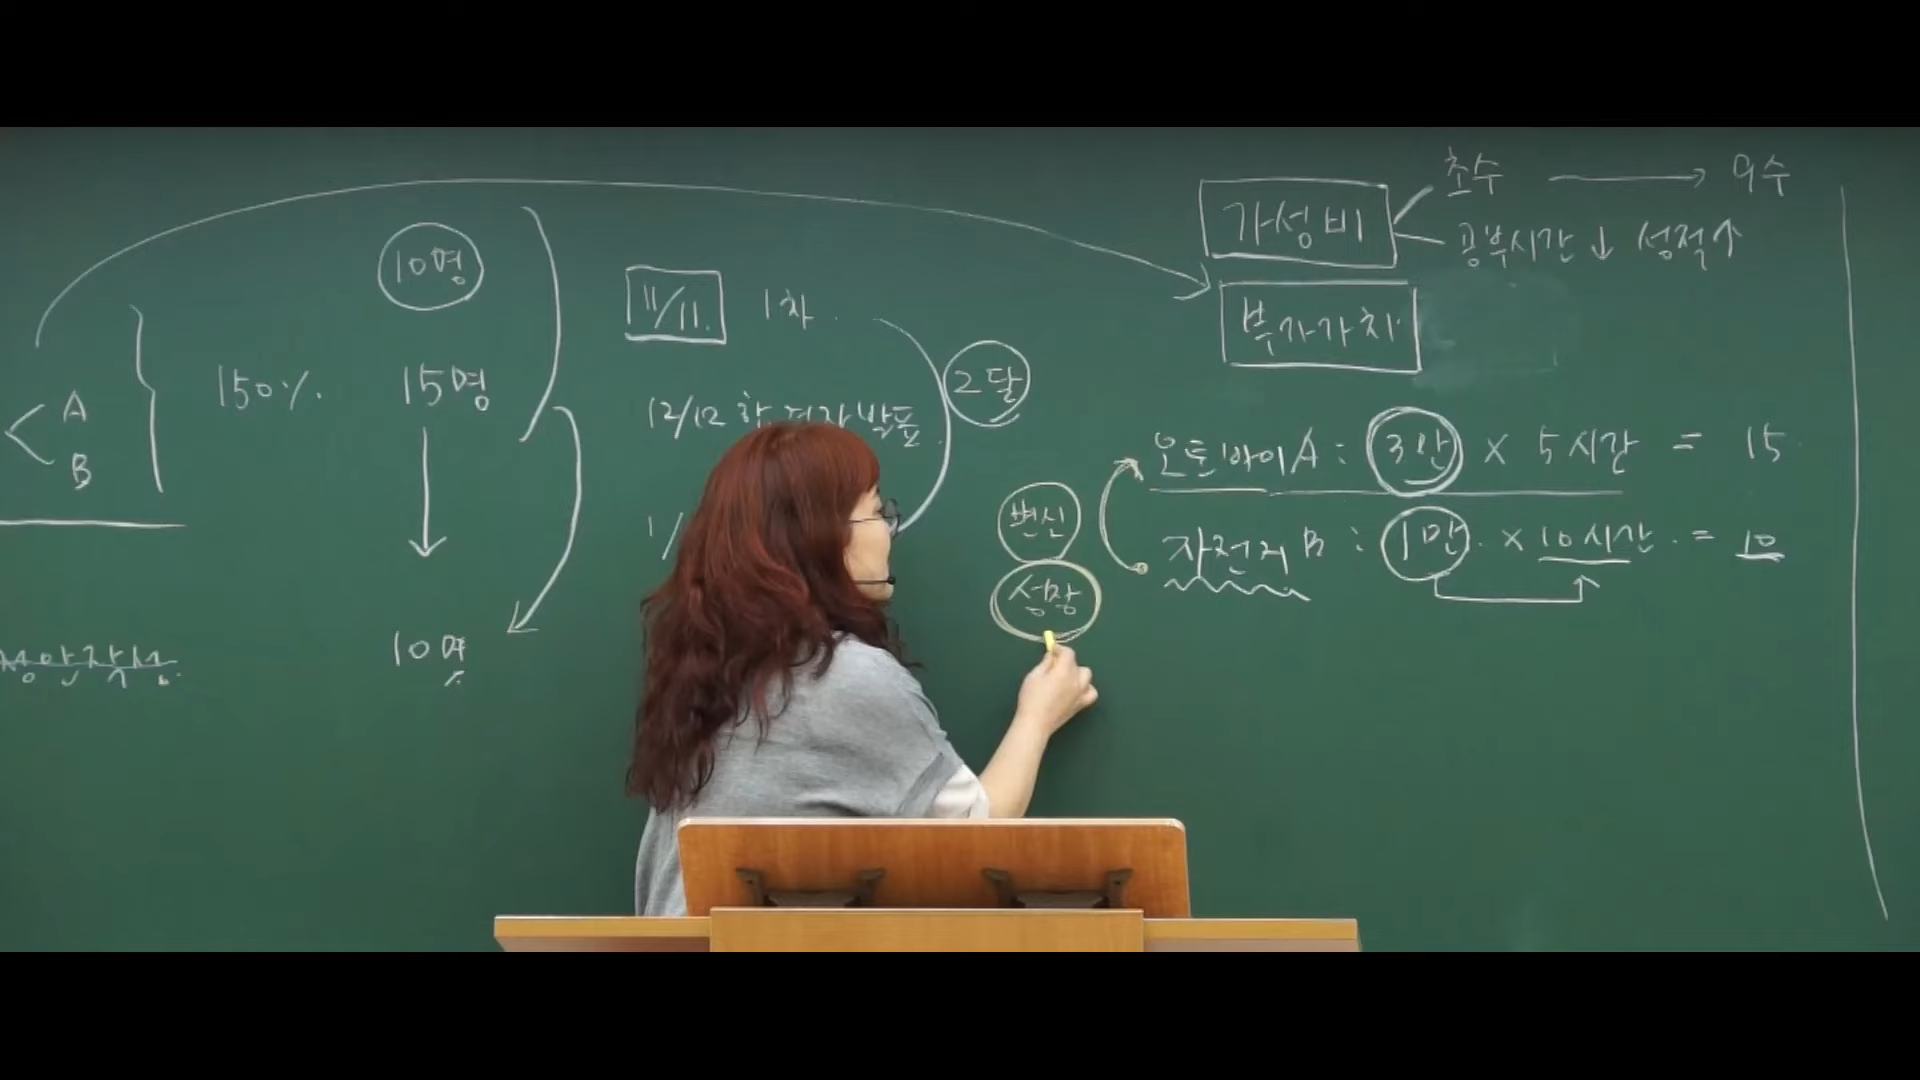 10명
150%. 15명
A
B
10명
11/11. 1차
2달
12/12 합격자발표
1/
변신
성장
가성비
초수 → 9수
공부시간↓ 성적↑
부가가치
오토바이A : 3만 × 5시간 = 15
자전거B : 1만 × 10시간 = 10